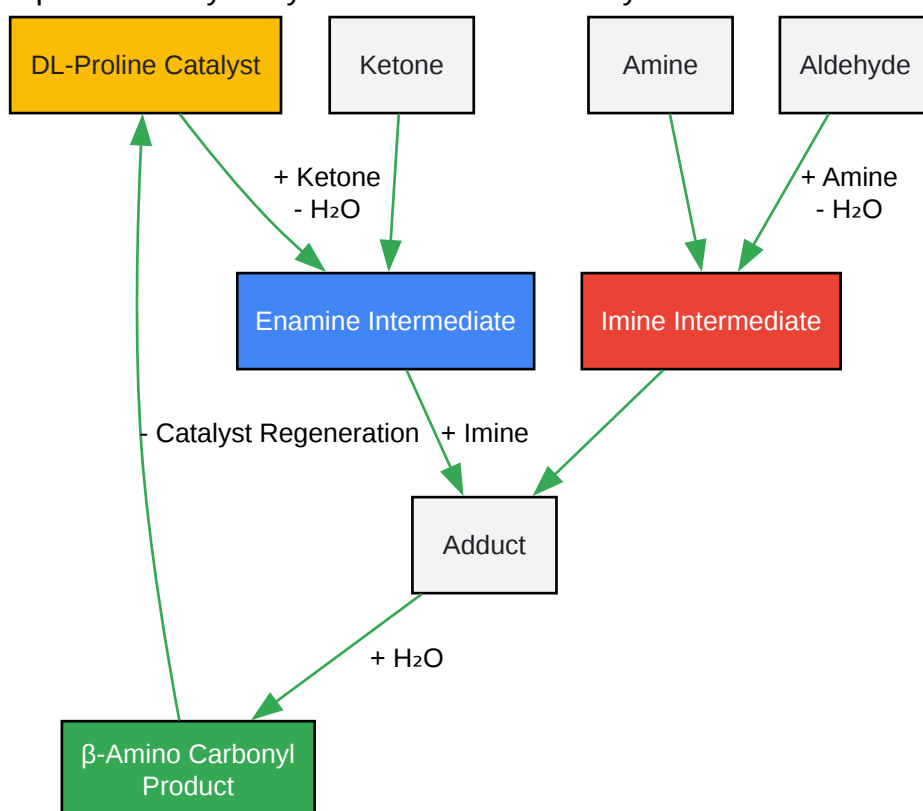 DL-Proline Catalyst
Ketone
Amine
Aldehyde
+ Ketone
- H₂O
+ Amine
- H₂O
Enamine Intermediate
Imine Intermediate
- Catalyst Regeneration
+ Imine
Adduct
+ H₂O
β-Amino Carbonyl
Product